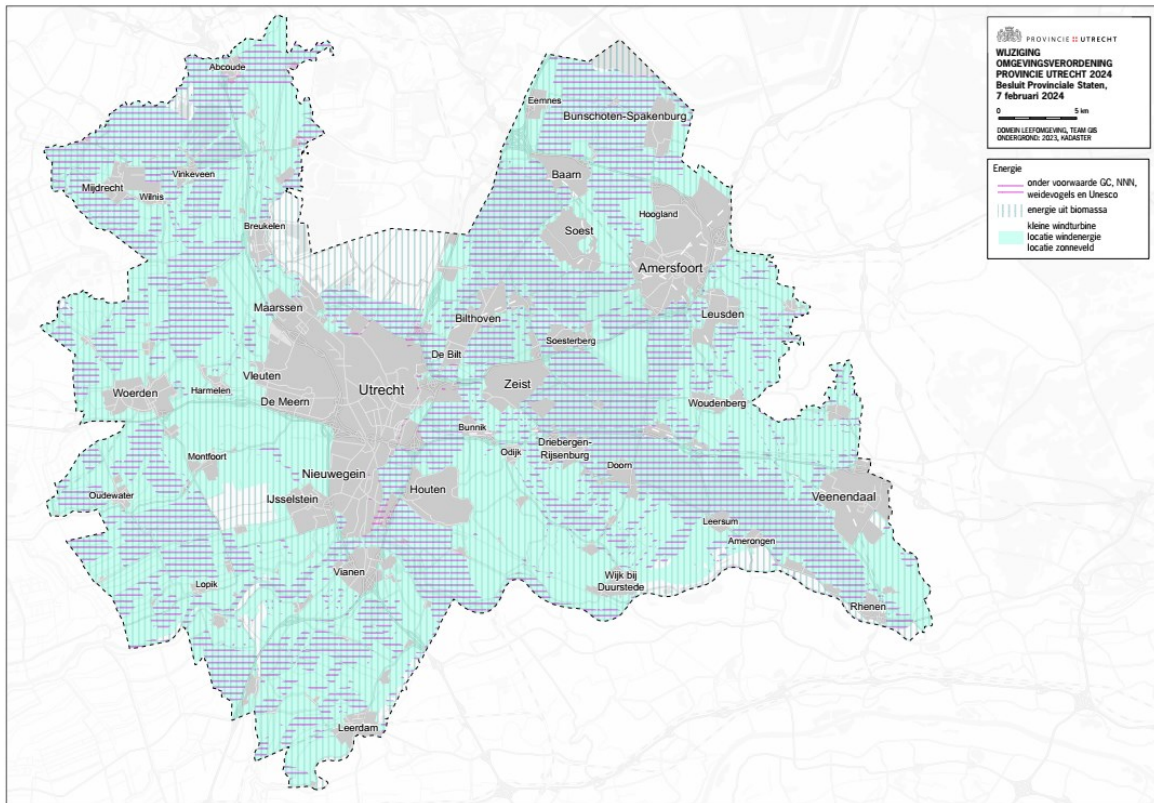 PROVINCIE UTRECHT
WIJZIGING
OMGEVINGSVERORDENING
PROVINCIE UTRECHT 2024
Besluit Provinciale Staten,
7 februari 2024
0 5 km
DOMEIN LEEFOMGEVING, TEAM GIS
ONDERGROND: 2023, KADASTER
Energie
onder voorwaarde GC, NNN,
weidevogels en Unesco
energie uit biomassa
kleine windturbine
locatie windenergie
locatie zonneveld
Abcoude
Eemnes
Bunschoten-Spakenburg
Vinkeveen
Mijdrecht
Wilnis
Baarn
Hoogland
Breukelen
Soest
Amersfoort
Maarssen
Bilthoven
Leusden
Soesterberg
De Bilt
Vleuten
Utrecht
Zeist
Harmelen
Woerden
De Meern
Woudenberg
Bunnik
Driebergen-
Rijsenburg
Odijk
Montfoort
Doorn
Nieuwegein
Houten
Oudewater
IJsselstein
Veenendaal
Leersum
Amerongen
Vianen
Wijk bij
Duurstede
Lopik
Rhenen
Leerdam